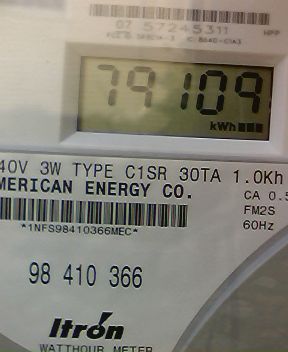 07 57245311
79109
kWh
40V 3W TYPE C1SR 30TA 1.0Kh
MERICAN ENERGY CO.
CA 0.5
FM2S
60Hz
*1NFS98410366MEC*
98 410 366
Itrón
WATTHOUR METER